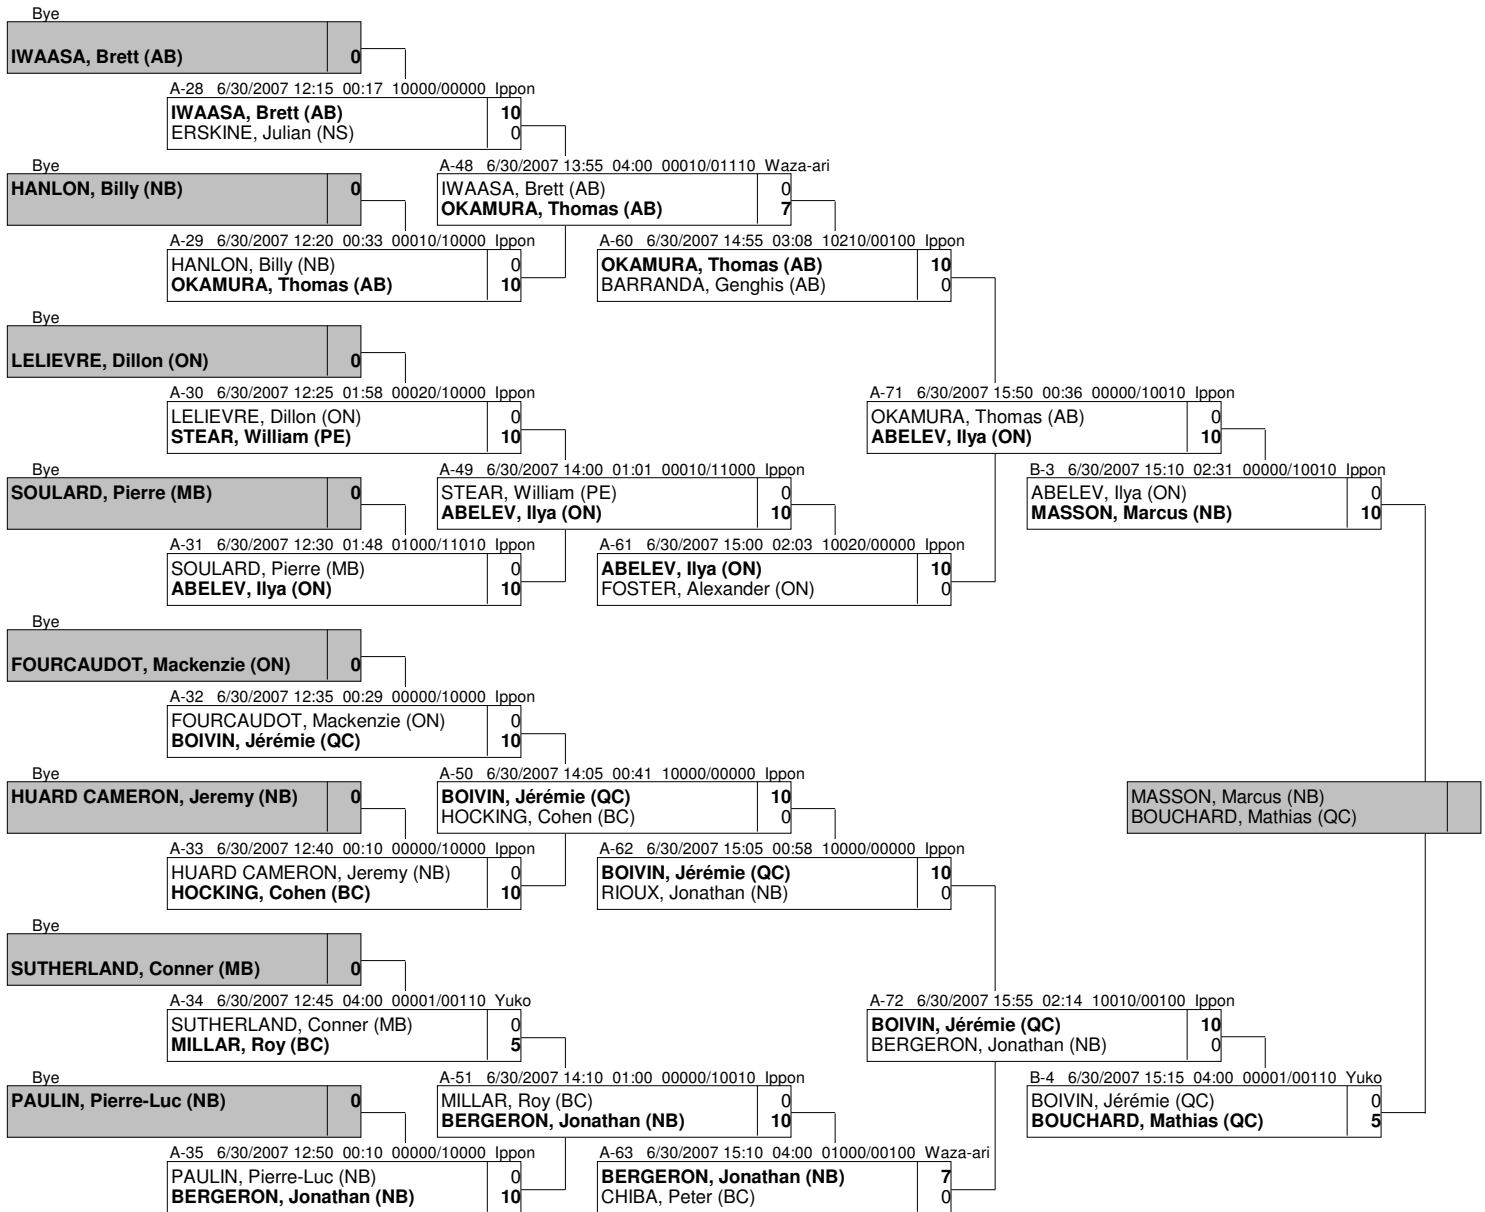 Bye
IWAASA, Brett (AB) 0
A-28 6/30/2007 12:15 00:17 10000/00000 Ippon
IWAASA, Brett (AB) 10
ERSKINE, Julian (NS) 0
Bye
HANLON, Billy (NB) 0
A-48 6/30/2007 13:55 04:00 00010/01110 Waza-ari
IWAASA, Brett (AB) 0
OKAMURA, Thomas (AB) 7
A-29 6/30/2007 12:20 00:33 00010/10000 Ippon
HANLON, Billy (NB) 0
OKAMURA, Thomas (AB) 10
A-60 6/30/2007 14:55 03:08 10210/00100 Ippon
OKAMURA, Thomas (AB) 10
BARRANDA, Genghis (AB) 0
Bye
LELIEVRE, Dillon (ON) 0
A-30 6/30/2007 12:25 01:58 00020/10000 Ippon
LELIEVRE, Dillon (ON) 0
STEAR, William (PE) 10
A-71 6/30/2007 15:50 00:36 00000/10010 Ippon
OKAMURA, Thomas (AB) 0
ABELEV, Ilya (ON) 10
Bye
SOULARD, Pierre (MB) 0
A-49 6/30/2007 14:00 01:01 00010/11000 Ippon
STEAR, William (PE) 0
ABELEV, Ilya (ON) 10
B-3 6/30/2007 15:10 02:31 00000/10010 Ippon
ABELEV, Ilya (ON) 0
MASSON, Marcus (NB) 10
A-31 6/30/2007 12:30 01:48 01000/11010 Ippon
SOULARD, Pierre (MB) 0
ABELEV, Ilya (ON) 10
A-61 6/30/2007 15:00 02:03 10020/00000 Ippon
ABELEV, Ilya (ON) 10
FOSTER, Alexander (ON) 0
Bye
FOURCAUDOT, Mackenzie (ON) 0
A-32 6/30/2007 12:35 00:29 00000/10000 Ippon
FOURCAUDOT, Mackenzie (ON) 0
BOIVIN, Jérémie (QC) 10
Bye
HUARD CAMERON, Jeremy (NB) 0
A-50 6/30/2007 14:05 00:41 10000/00000 Ippon
BOIVIN, Jérémie (QC) 10
HOCKING, Cohen (BC) 0
MASSON, Marcus (NB)
BOUCHARD, Mathias (QC)
A-33 6/30/2007 12:40 00:10 00000/10000 Ippon
HUARD CAMERON, Jeremy (NB) 0
HOCKING, Cohen (BC) 10
A-62 6/30/2007 15:05 00:58 10000/00000 Ippon
BOIVIN, Jérémie (QC) 10
RIOUX, Jonathan (NB) 0
Bye
SUTHERLAND, Conner (MB) 0
A-34 6/30/2007 12:45 04:00 00001/00110 Yuko
SUTHERLAND, Conner (MB) 0
MILLAR, Roy (BC) 5
A-72 6/30/2007 15:55 02:14 10010/00100 Ippon
BOIVIN, Jérémie (QC) 10
BERGERON, Jonathan (NB) 0
Bye
PAULIN, Pierre-Luc (NB) 0
A-51 6/30/2007 14:10 01:00 00000/10010 Ippon
MILLAR, Roy (BC) 0
BERGERON, Jonathan (NB) 10
B-4 6/30/2007 15:15 04:00 00001/00110 Yuko
BOIVIN, Jérémie (QC) 0
BOUCHARD, Mathias (QC) 5
A-35 6/30/2007 12:50 00:10 00000/10000 Ippon
PAULIN, Pierre-Luc (NB) 0
BERGERON, Jonathan (NB) 10
A-63 6/30/2007 15:10 04:00 01000/00100 Waza-ari
BERGERON, Jonathan (NB) 7
CHIBA, Peter (BC) 0